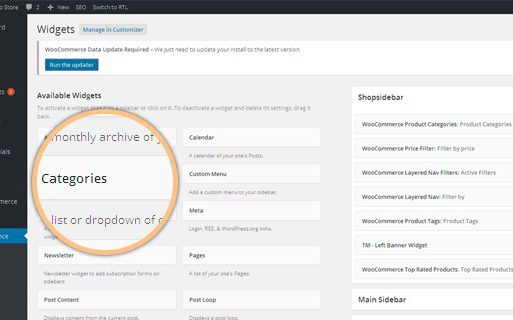 Store 2 + New SEO Switch to RTL
Widgets Manage in Customizer
WooCommerce Data Update Required – We just need to update your install to the latest version
Run the updater
Available Widgets
To activate a widget drag it to a sidebar or click on it. To deactivate a widget and delete its settings, drag it
back.
monthly archive of
Categories
list or dropdown of
Calendar
A calendar of your site's Posts.
Custom Menu
Add a custom menu to your sidebar.
Meta
Login, RSS, & WordPress.org links.
Newsletter
Newsletter widget to add subscription forms on
sidebars
Pages
A list of your site's Pages.
Post Content
Displays content from the current post.
Post Loop
Displays a post loop.
Shopsidebar
WooCommerce Product Categories: Product Categories
WooCommerce Price Filter: Filter by price
WooCommerce Layered Nav Filters: Active Filters
WooCommerce Layered Nav: Filter by
WooCommerce Product Tags: Product Tags
TM - Left Banner Widget
WooCommerce Top Rated Products: Top Rated Products
Main Sidebar